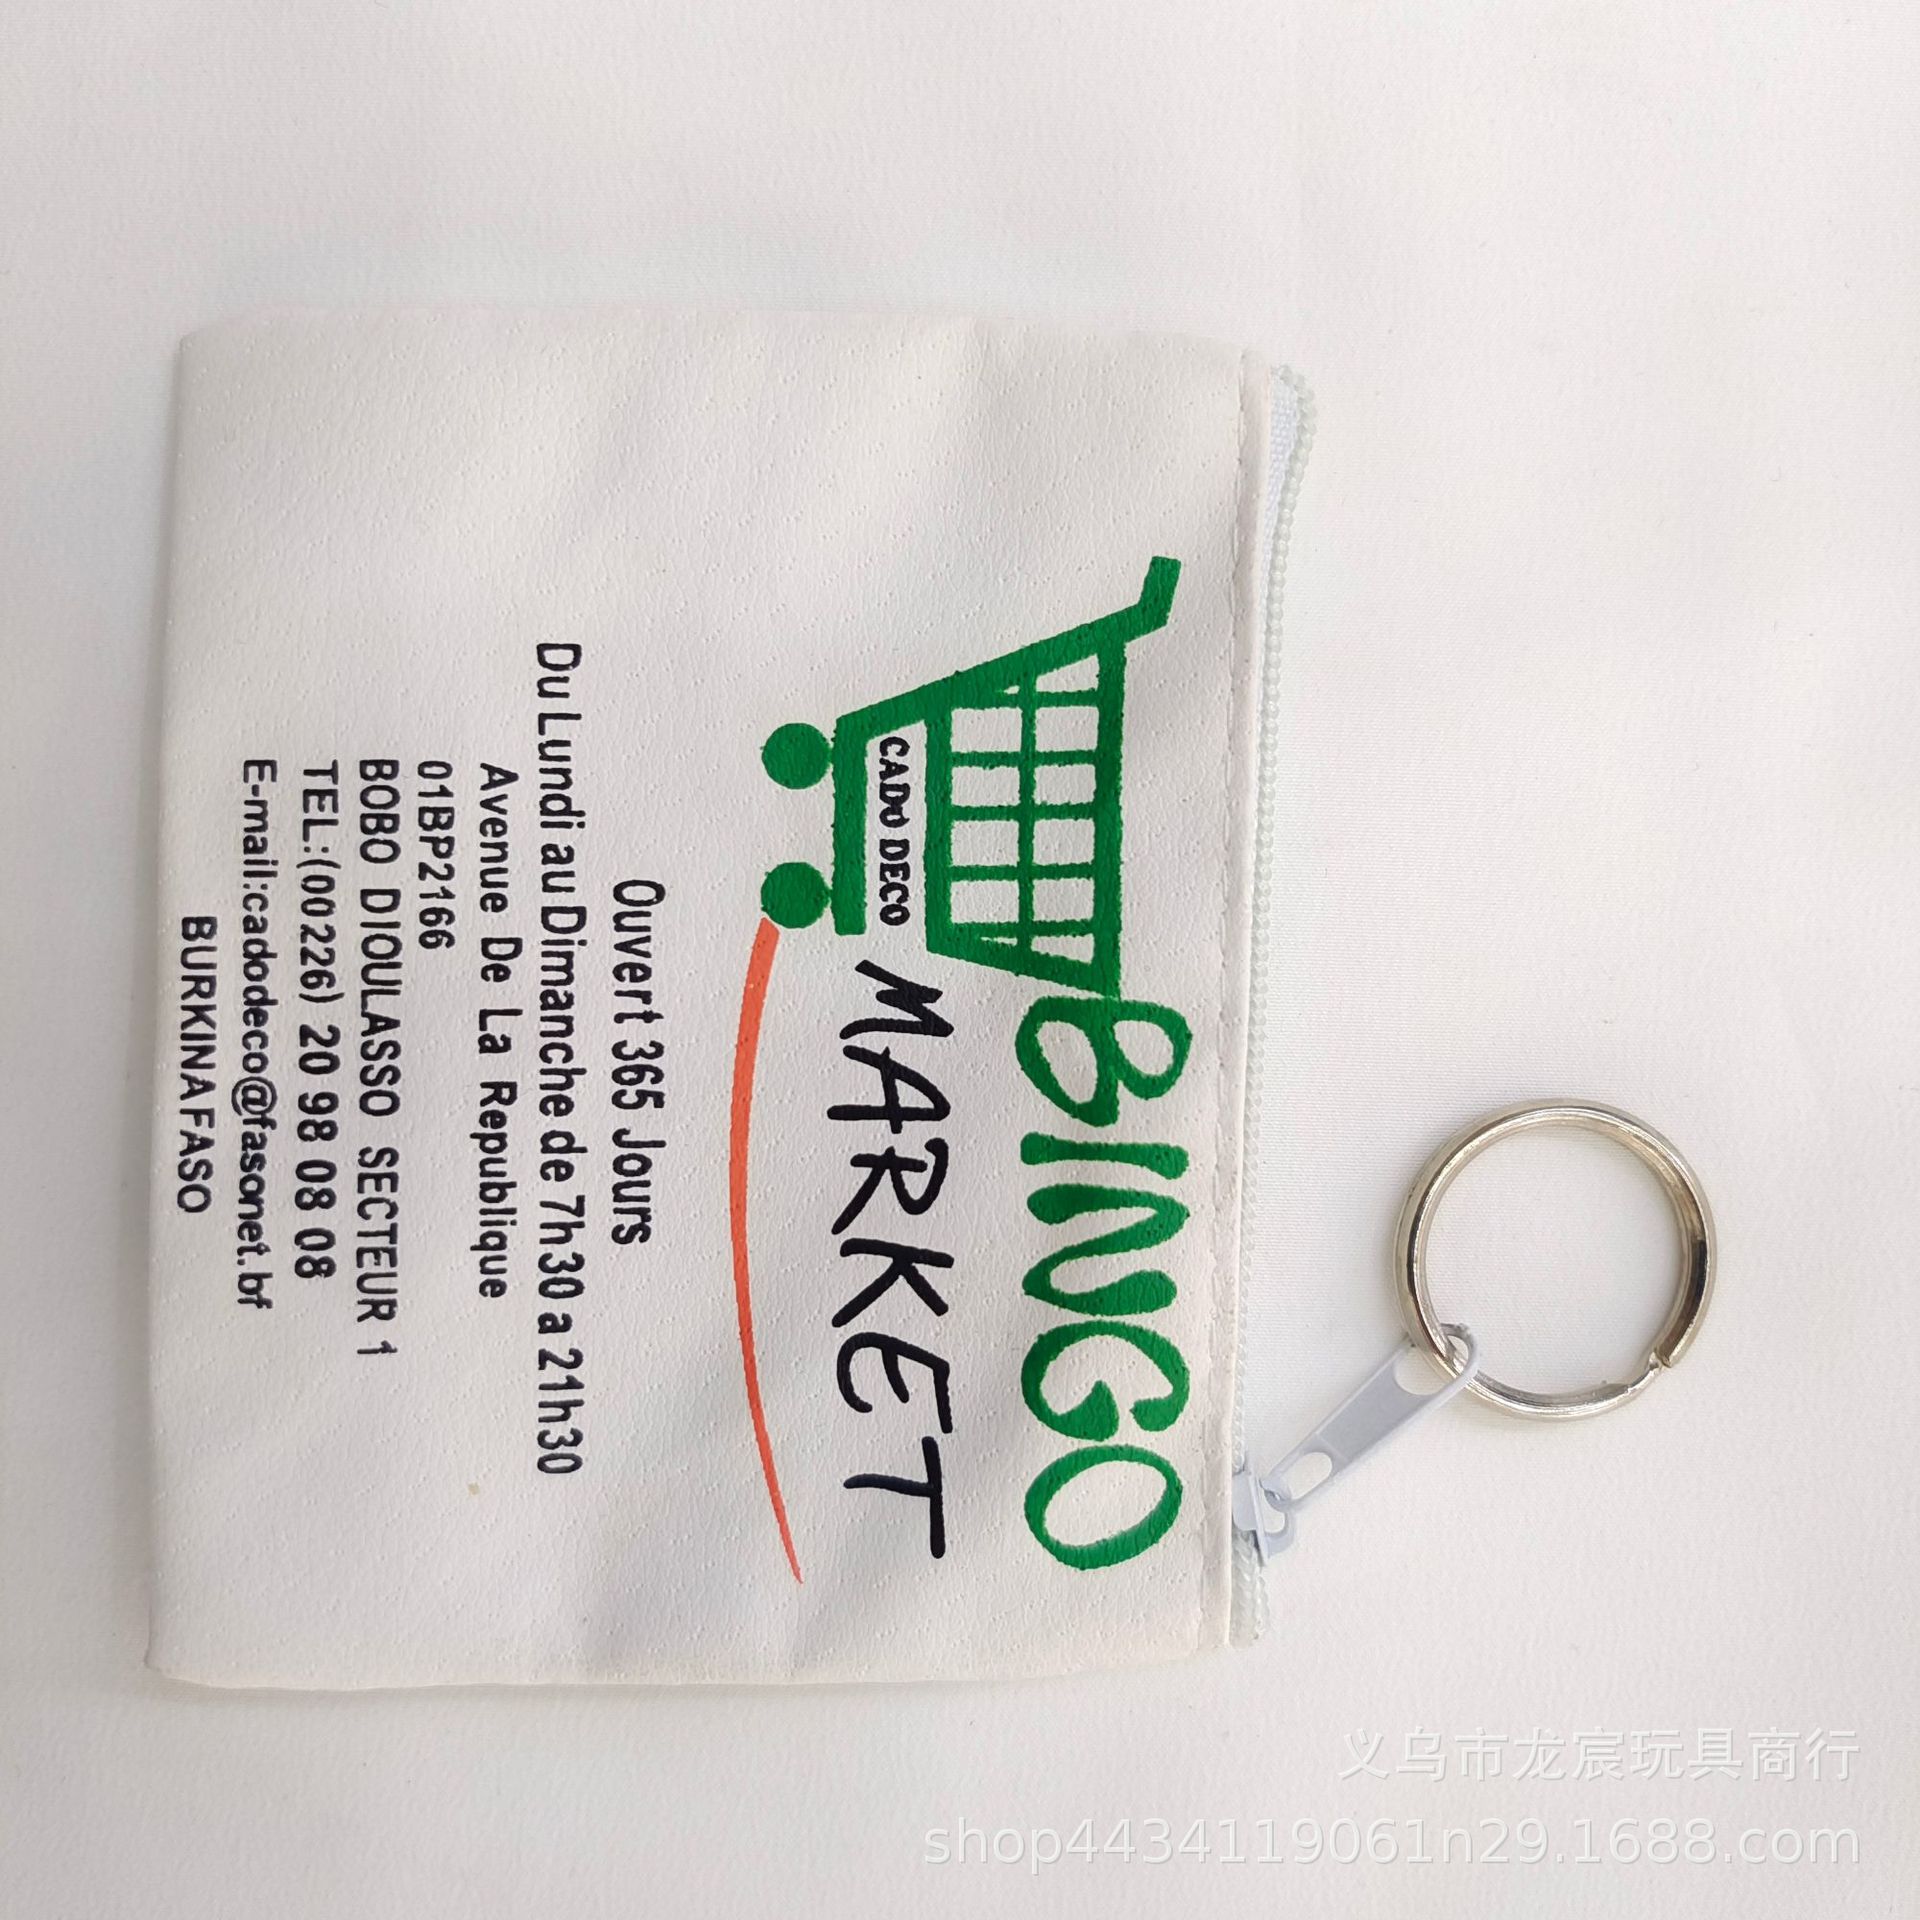 BINGO
CADO DECO
MARKET
Ouvert 365 Jours
Du Lundi au Dimanche de 7h30 a 21h30
Avenue De La Republique
01BP2166
BOBO DIOULASSO SECTEUR 1
TEL:(00226) 20 98 08 08
E-mail:cadodeco@fasonet.bf
BURKINA FASO
义乌市龙宸玩具商行
shop4434119061n29.1688.com